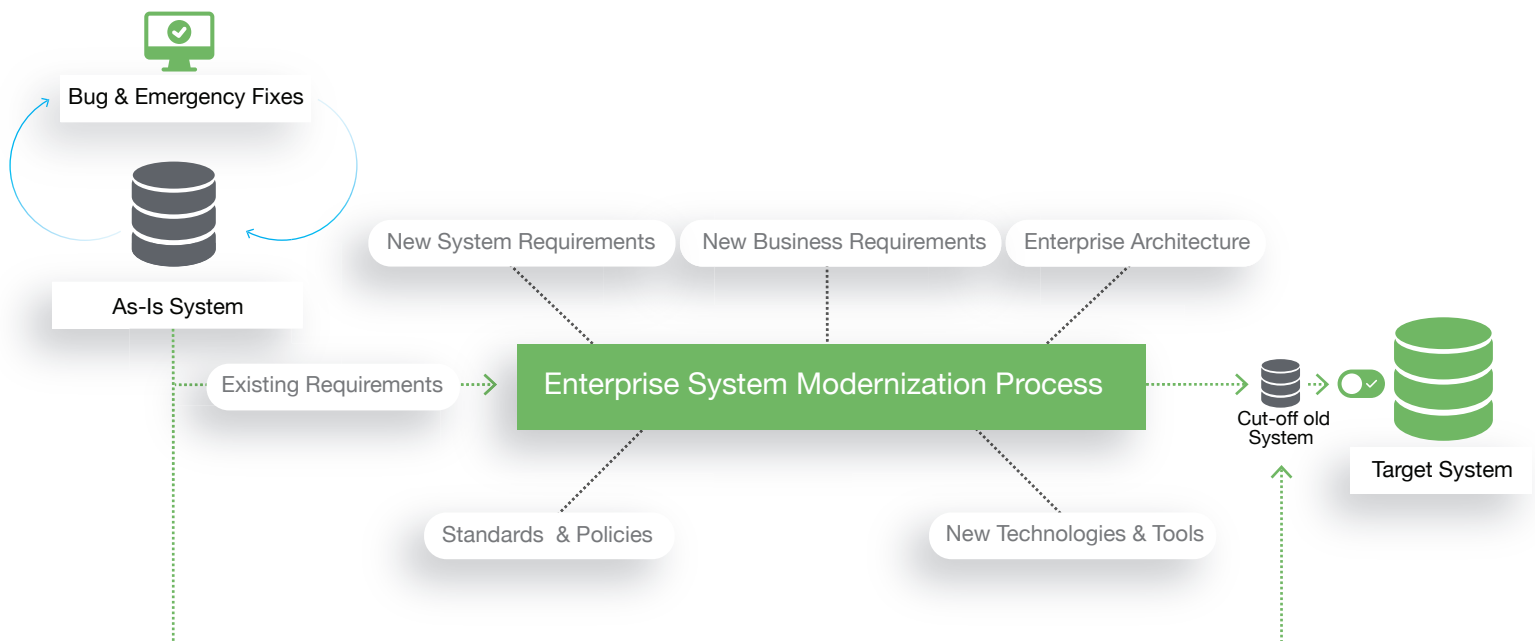 Bug & Emergency Fixes
As-Is System
New System Requirements
New Business Requirements
Enterprise Architecture
Existing Requirements
Enterprise System Modernization Process
Cut-off old
System
Target System
Standards & Policies
New Technologies & Tools